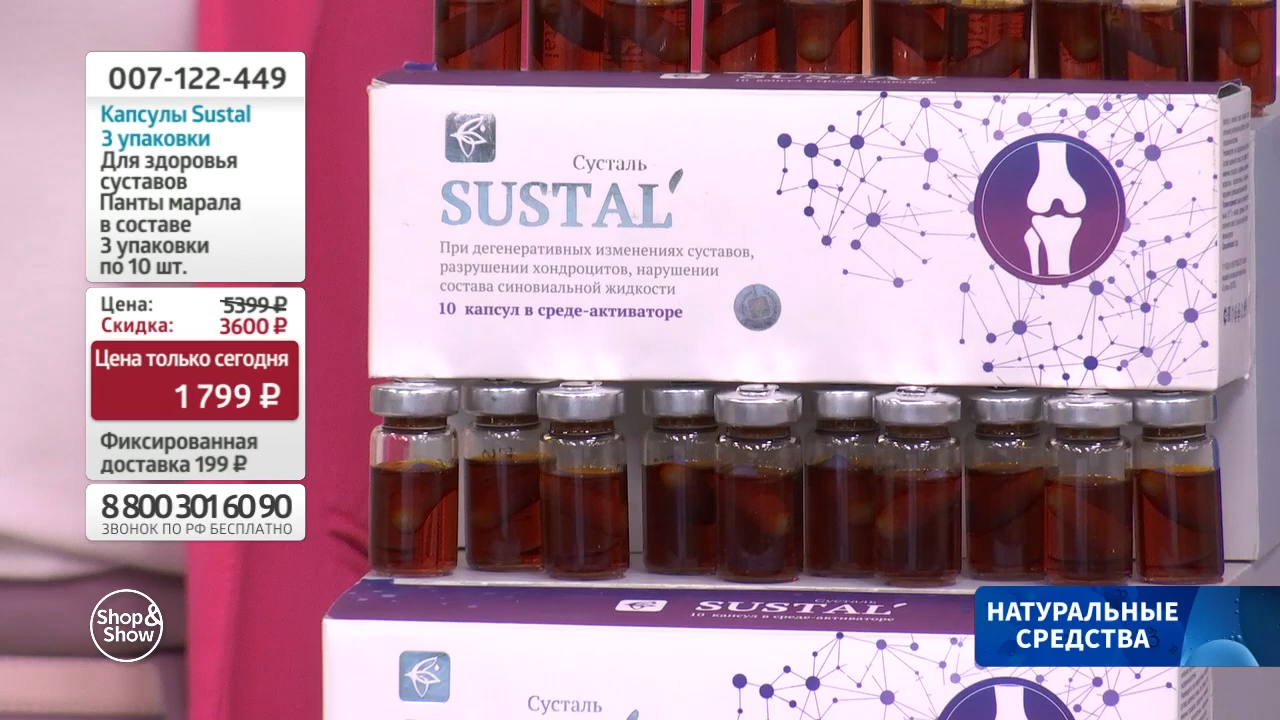 007-122-449
Капсулы Sustal
3 упаковки
Для здоровья
суставов
Панты марала
в составе
3 упаковки
по 10 шт.
Цена: 5399 ₽
Скидка: 3600 ₽
Цена только сегодня
1 799 ₽
Фиксированная
доставка 199 ₽
8 800 301 60 90
ЗВОНОК ПО РФ БЕСПЛАТНО
Shop &
Show
SUSTAL
Сусталь
SUSTAL
При дегенеративных изменениях суставов,
разрушении хондроцитов, нарушении
состава синовиальной жидкости
10 капсул в среде-активаторе
Сусталь
SUSTAL
10 капсул в среде-активаторе
Сусталь
НАТУРАЛЬНЫЕ
СРЕДСТВА